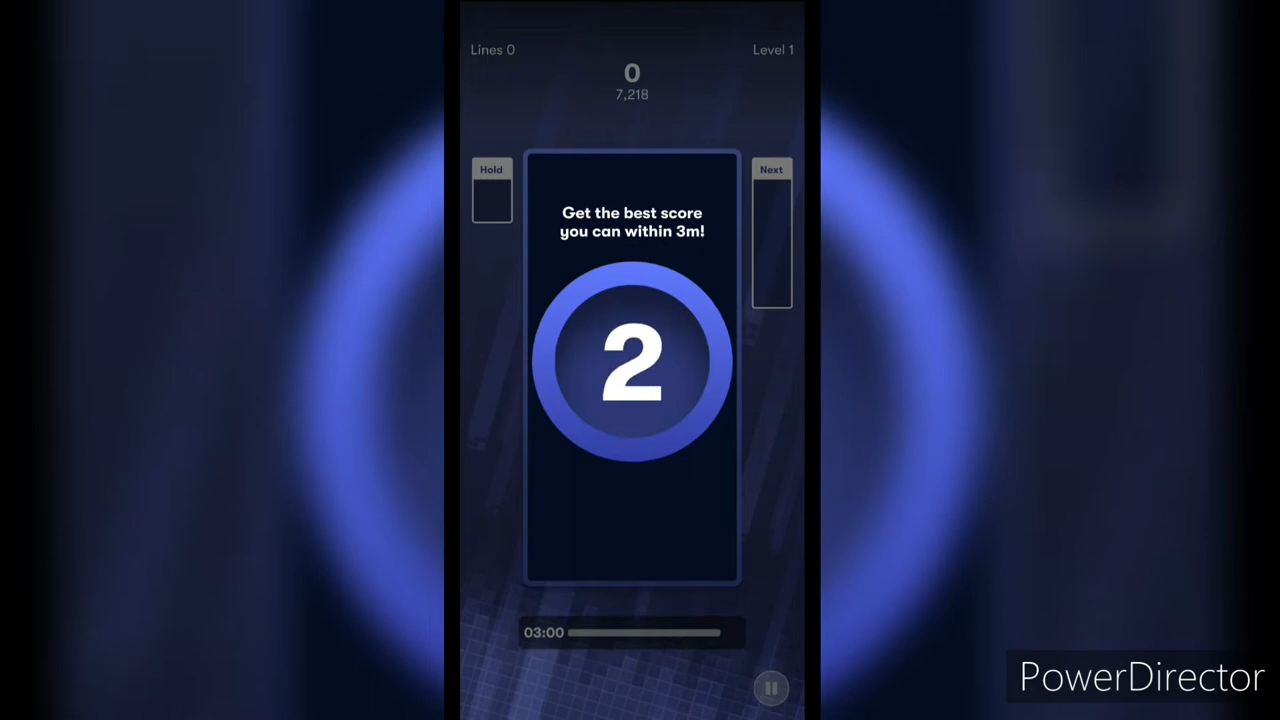 Lines 0
Level 1
0
7,218
Hold
Next
Get the best score
you can within 3m!
2
03:00
PowerDirector